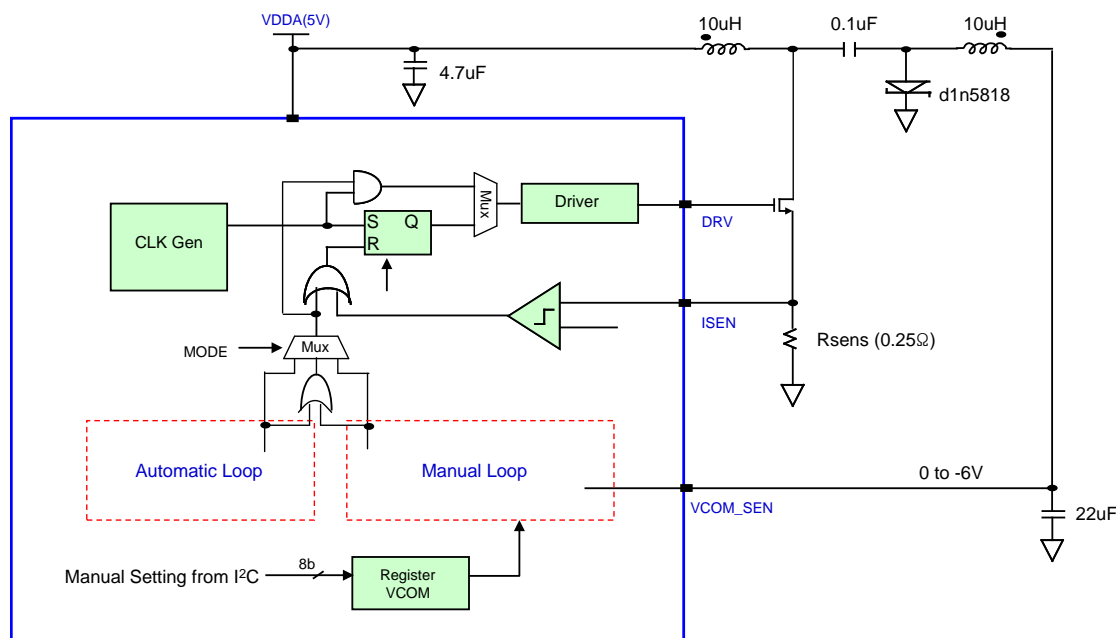 VDDA(5V)
10uH
0.1uF
10uH
4.7uF
d1n5818
CLK Gen
S Q
R
Mux
Driver
DRV
ISEN
Rsens (0.25Ω)
MODE
Mux
Automatic Loop
Manual Loop
0 to -6V
VCOM_SEN
22uF
Manual Setting from I²C
8b
Register
VCOM